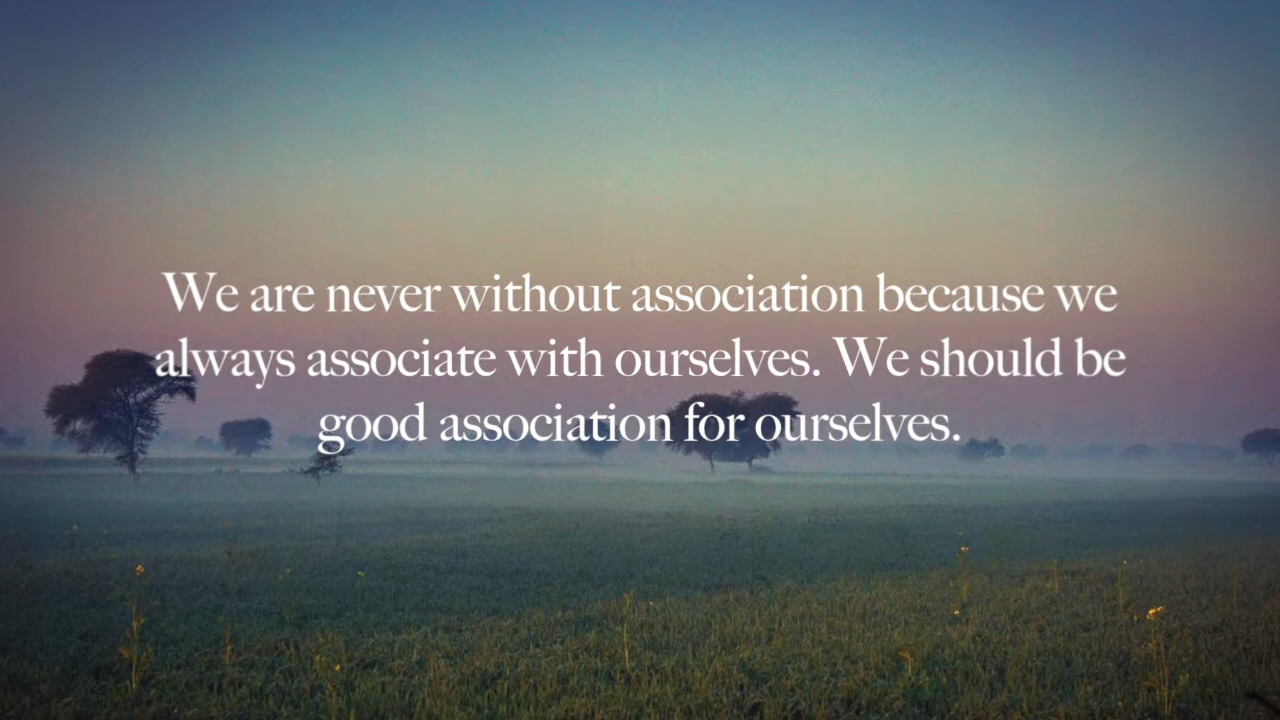 We are never without association because we
always associate with ourselves. We should be
good association for ourselves.